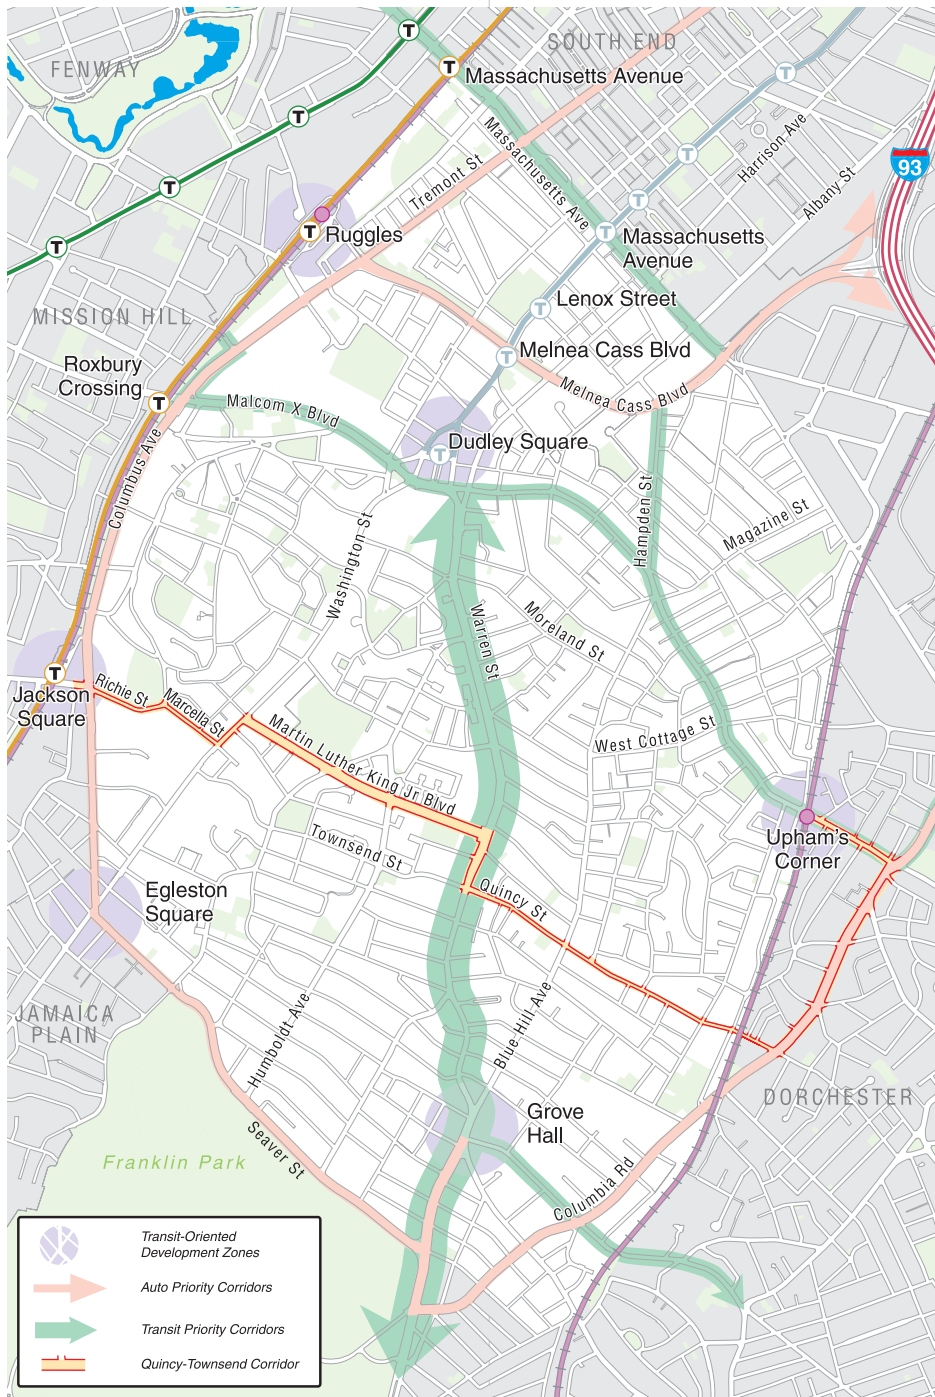 SOUTH END
FENWAY
T
T
Massachusetts Avenue
T
T
T
T
T
Massachusetts Ave
Tremont St
Harrison Ave
Albany St
93
T
T
T
Ruggles
Massachusetts
Avenue
T
Lenox Street
MISSION HILL
T
Melnea Cass Blvd
Roxbury
Crossing
T
Malcom X Blvd
Melnea Cass Blvd
Columbus Ave
Dudley Square
T
Hampden St
Magazine St
Washington St
Warren St
Moreland St
T
Jackson
Square
Richie St
Marcella St
Martin Luther King Jr Blvd
West Cottage St
Townsend St
Upham's
Corner
Egleston
Square
Quincy St
JAMAICA
PLAIN
Humboldt Ave
Blue Hill Ave
DORCHESTER
Grove
Hall
Seaver St
Franklin Park
Columbia Rd
Transit-Oriented
Development Zones
Auto Priority Corridors
Transit Priority Corridors
Quincy-Townsend Corridor